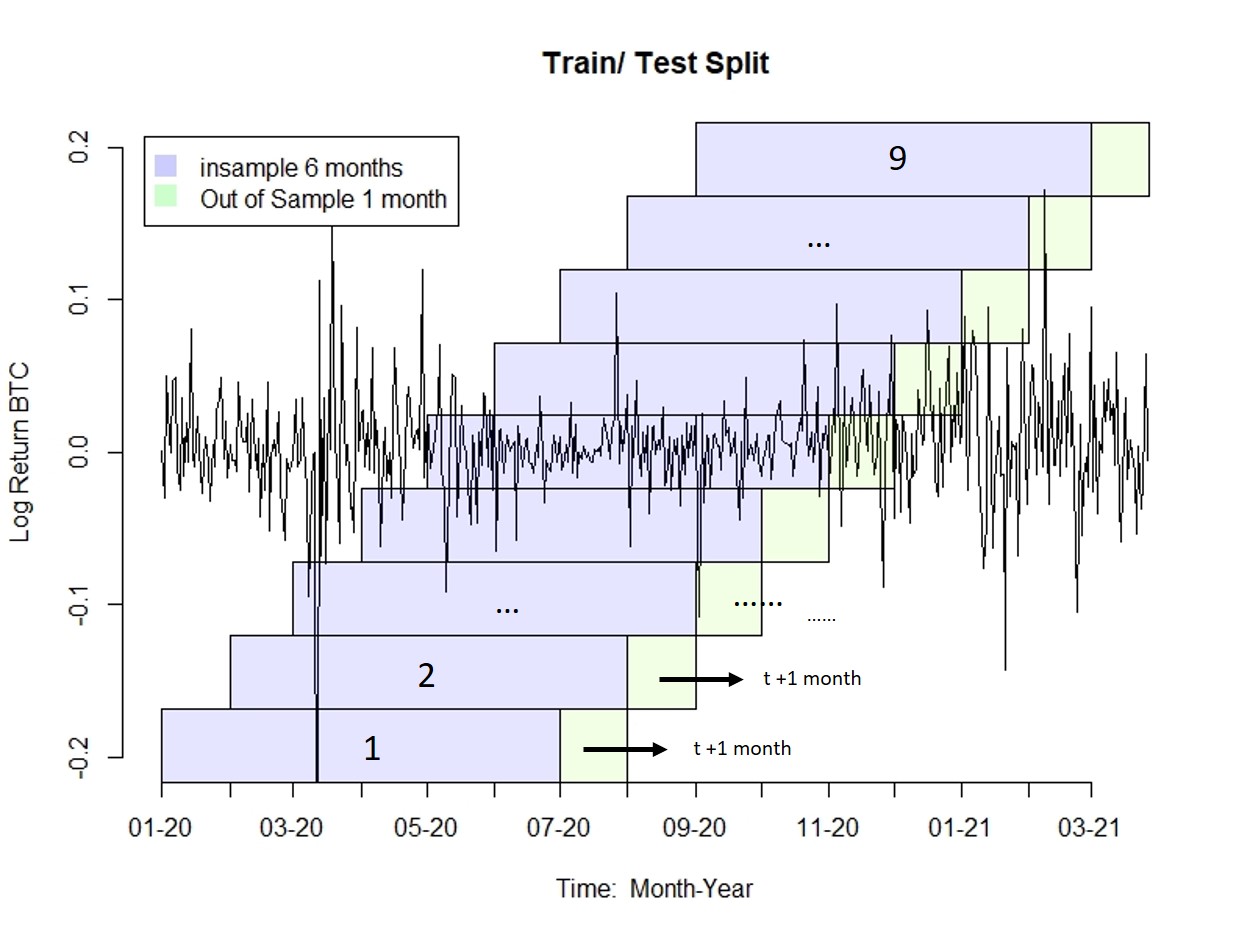 Train/ Test Split
insample 6 months
Out of Sample 1 month
0.2
0.1
0.0
-0.1
-0.2
Log Return BTC
9
...
...
......
......
2
t +1 month
1
t +1 month
01-20
03-20
05-20
07-20
09-20
11-20
01-21
03-21
Time:  Month-Year